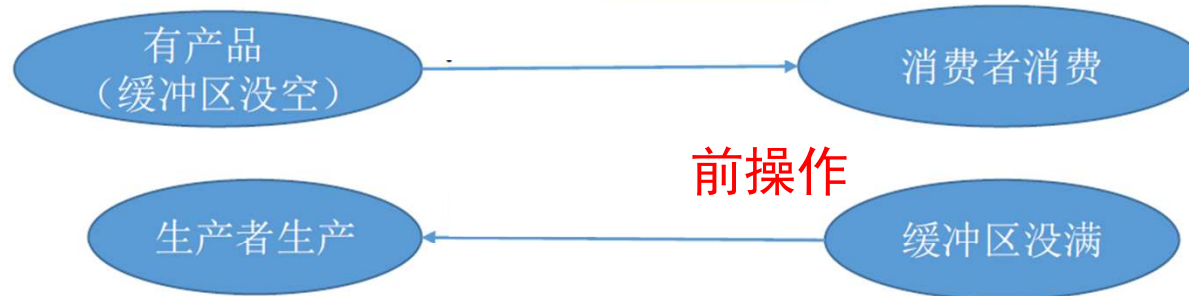 有产品
（缓冲区没空）
消费者消费
前操作
生产者生产
缓冲区没满